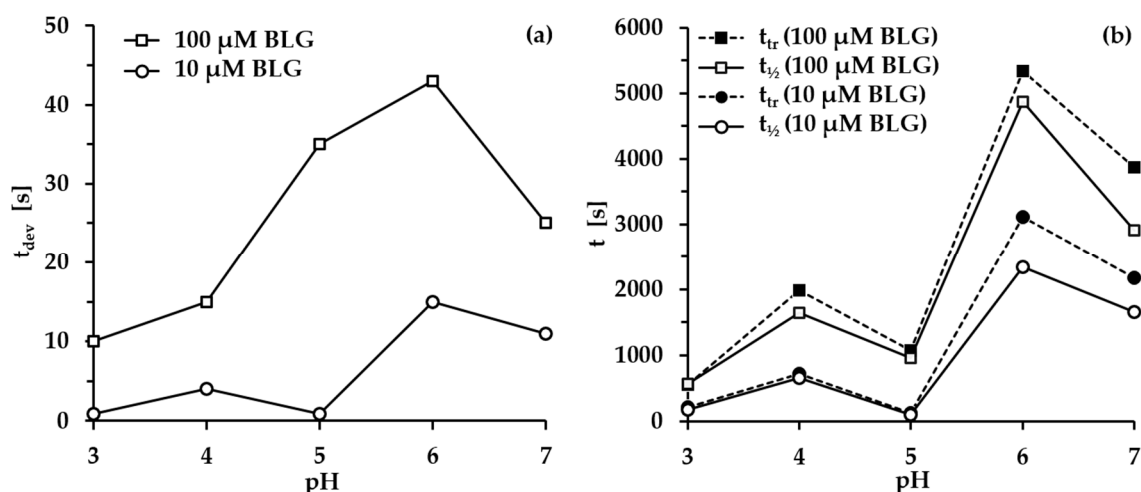 (a)
100 μM BLG
10 μM BLG
50
40
30
20
10
0
t_dev [s]
3 4 5 6 7
pH
(b)
t_tr (100 μM BLG)
t_½ (100 μM BLG)
t_tr (10 μM BLG)
t_½ (10 μM BLG)
6000
5000
4000
3000
2000
1000
0
t [s]
3 4 5 6 7
pH